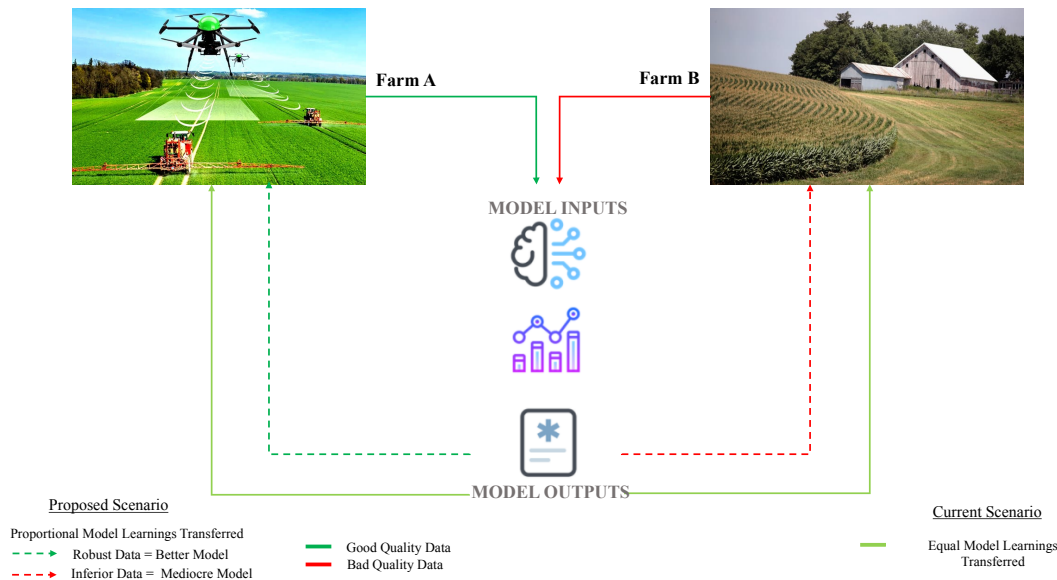 Farm A
Farm B
MODEL INPUTS
MODEL OUTPUTS
Proposed Scenario
Proportional Model Learnings Transferred
Robust Data = Better Model
Inferior Data = Mediocre Model
Good Quality Data
Bad Quality Data
Current Scenario
Equal Model Learnings
Transferred